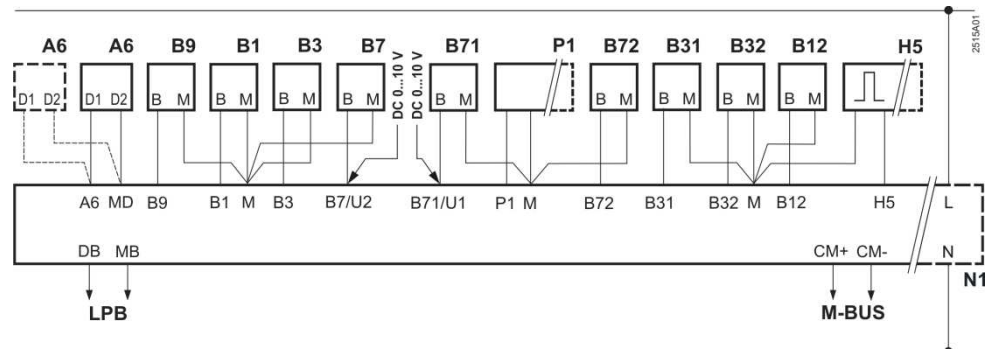 2515A01
A6 A6 B9 B1 B3 B7 DC 0...10 V DC 0...10 V B71 P1 B72 B31 B32 B12 H5
D1 D2 D1 D2 B M B M B M B M B M B M B M B M B M
A6 MD B9 B1 M B3 B7/U2 B71/U1 P1 M B72 B31 B32 M B12 H5 L
DB MB CM+ CM- N
N1
LPB M-BUS